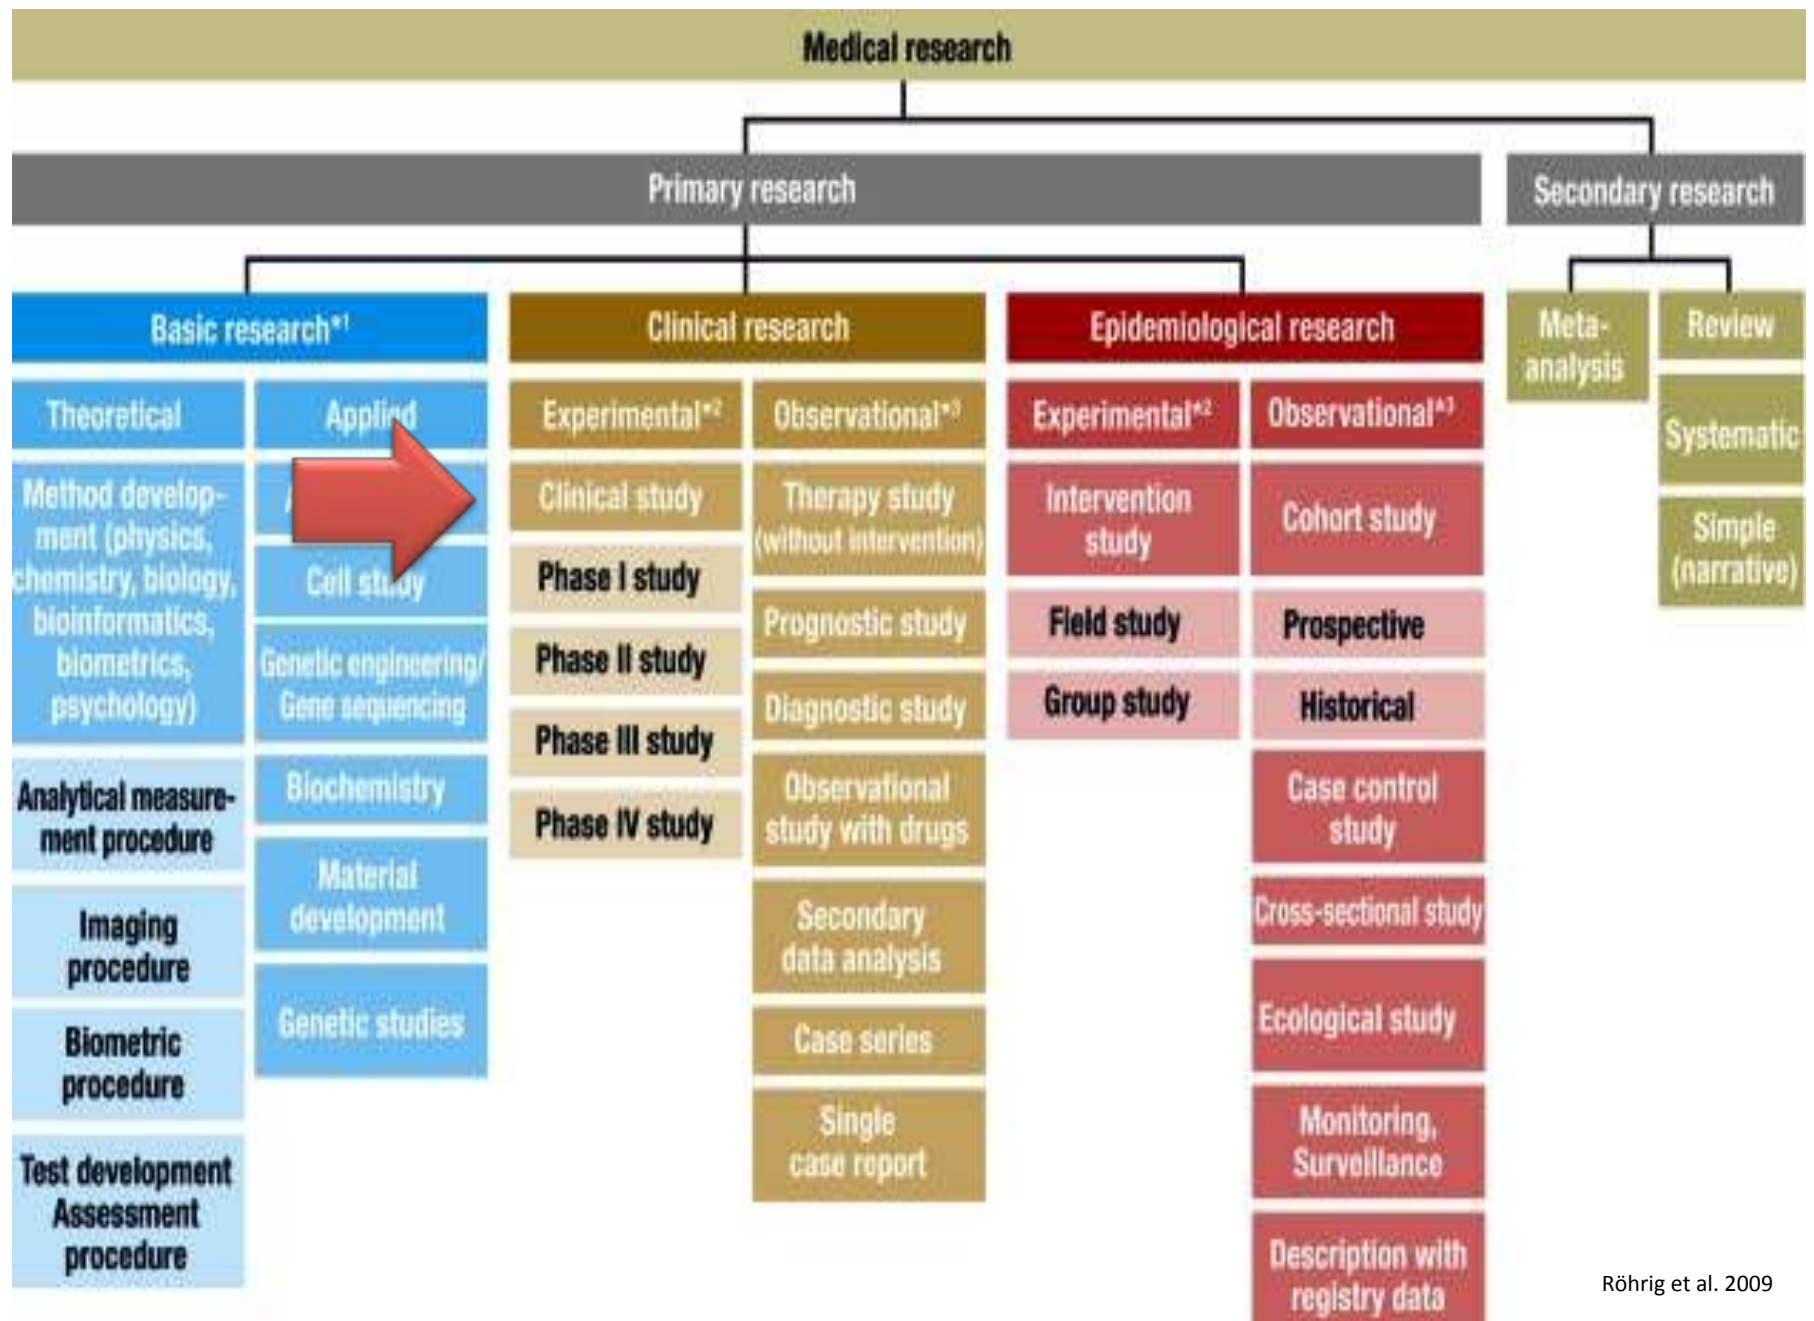 Medical research
Primary research
Secondary research
Basic research*1
Clinical research
Epidemiological research
Meta-
analysis
Review
Systematic
Simple
(narrative)
Theoretical
Method develop-
ment (physics,
chemistry, biology,
bioinformatics,
biometrics,
psychology)
Analytical measure-
ment procedure
Imaging
procedure
Biometric
procedure
Test development
Assessment
procedure
Applied
Cell study
Genetic engineering/
Gene sequencing
Biochemistry
Material
development
Genetic studies
Experimental*2
Clinical study
Phase I study
Phase II study
Phase III study
Phase IV study
Observational*3
Therapy study
(without intervention)
Prognostic study
Diagnostic study
Observational
study with drugs
Secondary
data analysis
Case series
Single
case report
Experimental*2
Intervention
study
Field study
Group study
Observational*3
Cohort study
Prospective
Historical
Case control
study
Cross-sectional study
Ecological study
Monitoring,
Surveillance
Description with
registry data
Röhrig et al. 2009